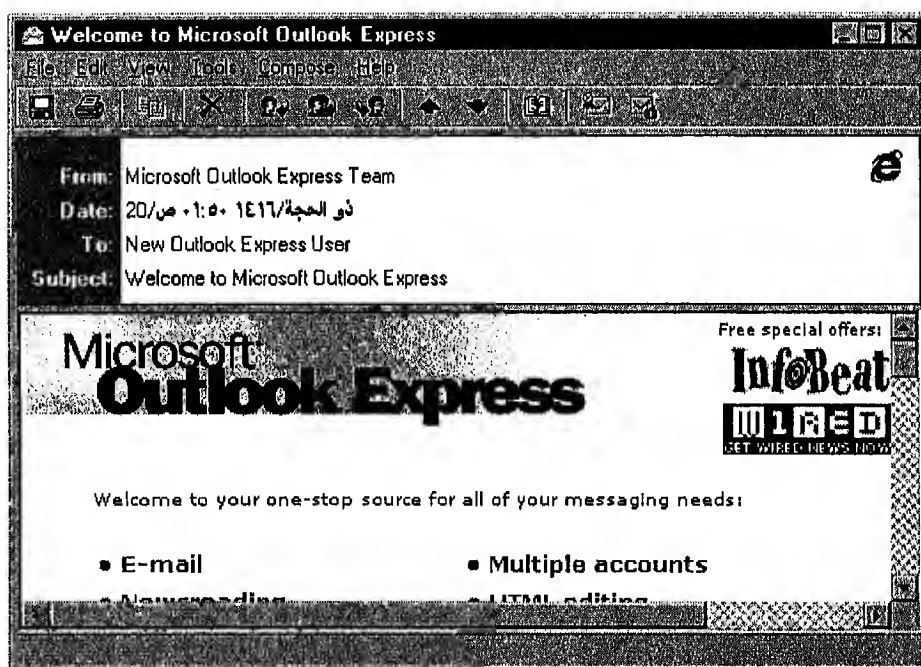 Welcome to Microsoft Outlook Express
File Edit View Tools Compose Help
From: Microsoft Outlook Express Team
Date: 20/ذو الحجة/١٤١٦ ٠١:٥٠ ص
To: New Outlook Express User
Subject: Welcome to Microsoft Outlook Express
Microsoft
Outlook Express
Free special offers:
InfoBeat
WIRED
GET WIRED NEWS NOW
Welcome to your one-stop source for all of your messaging needs:
• E-mail
• Multiple accounts
• Newsreading
• HTML editing